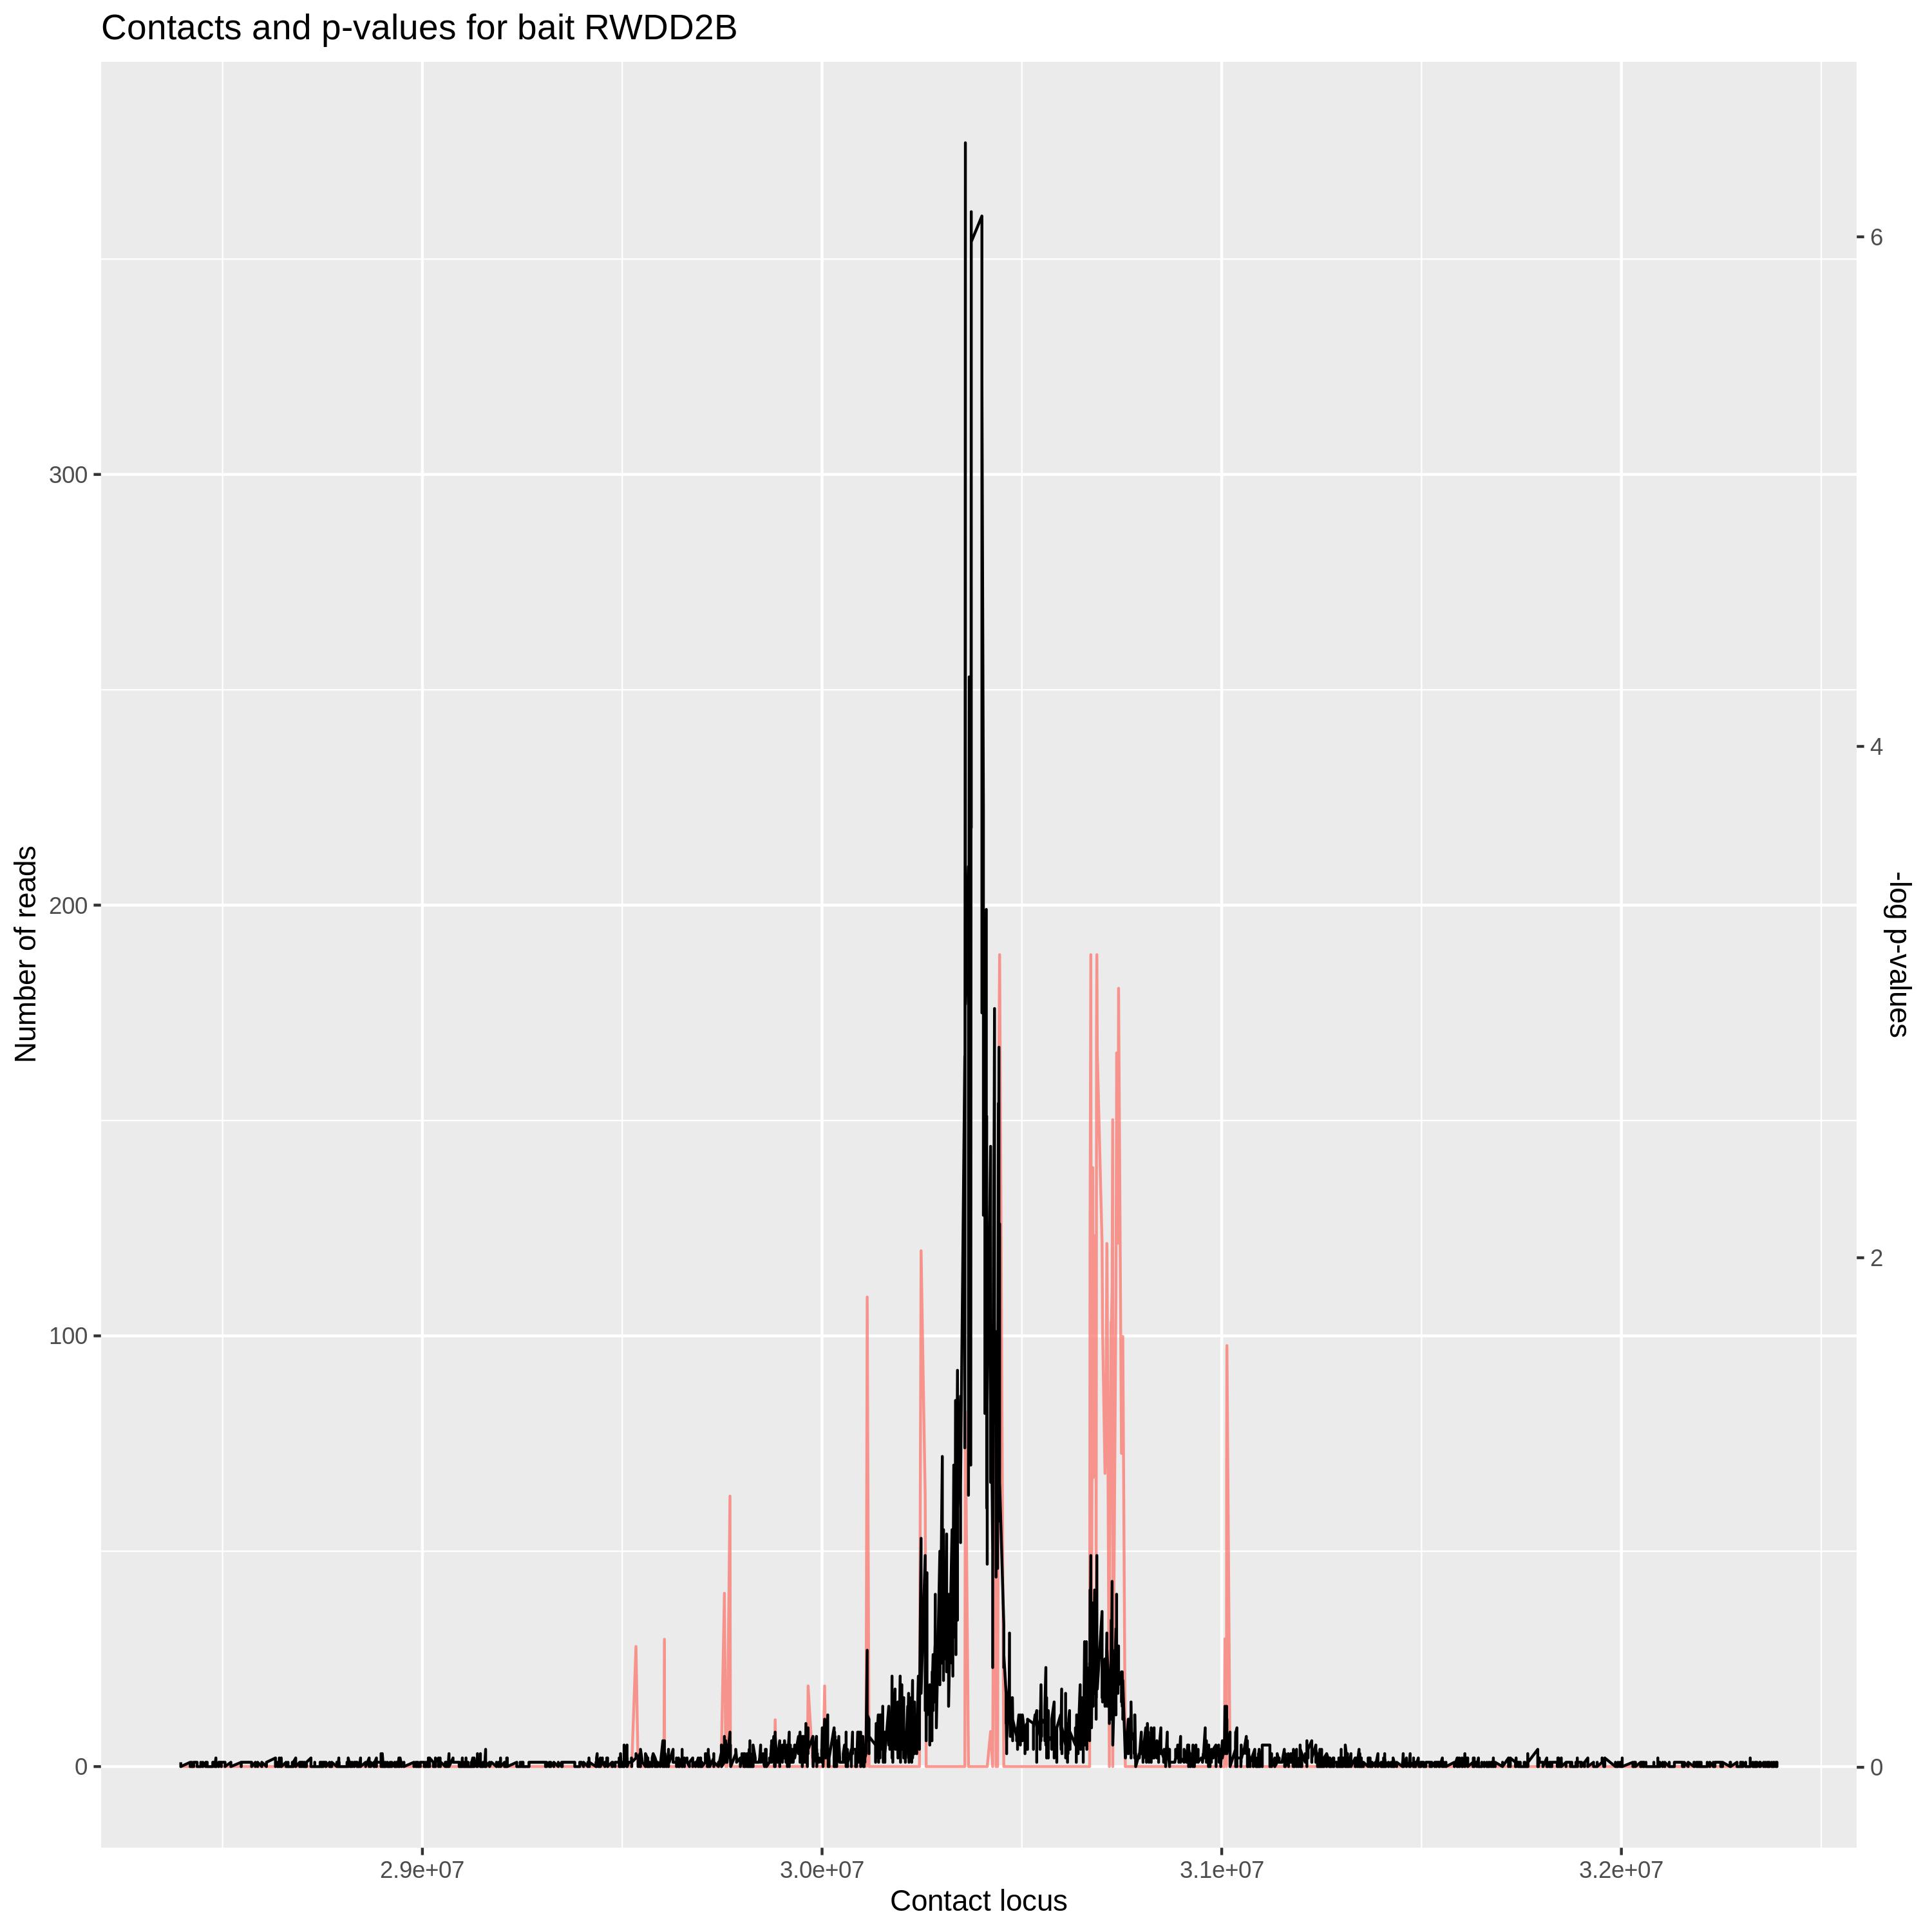 Contacts and p-values for bait RWDD2B
Number of reads
300
200
100
0
6
4
2
0
-log p-values
2.9e+07
3.0e+07
3.1e+07
3.2e+07
Contact locus